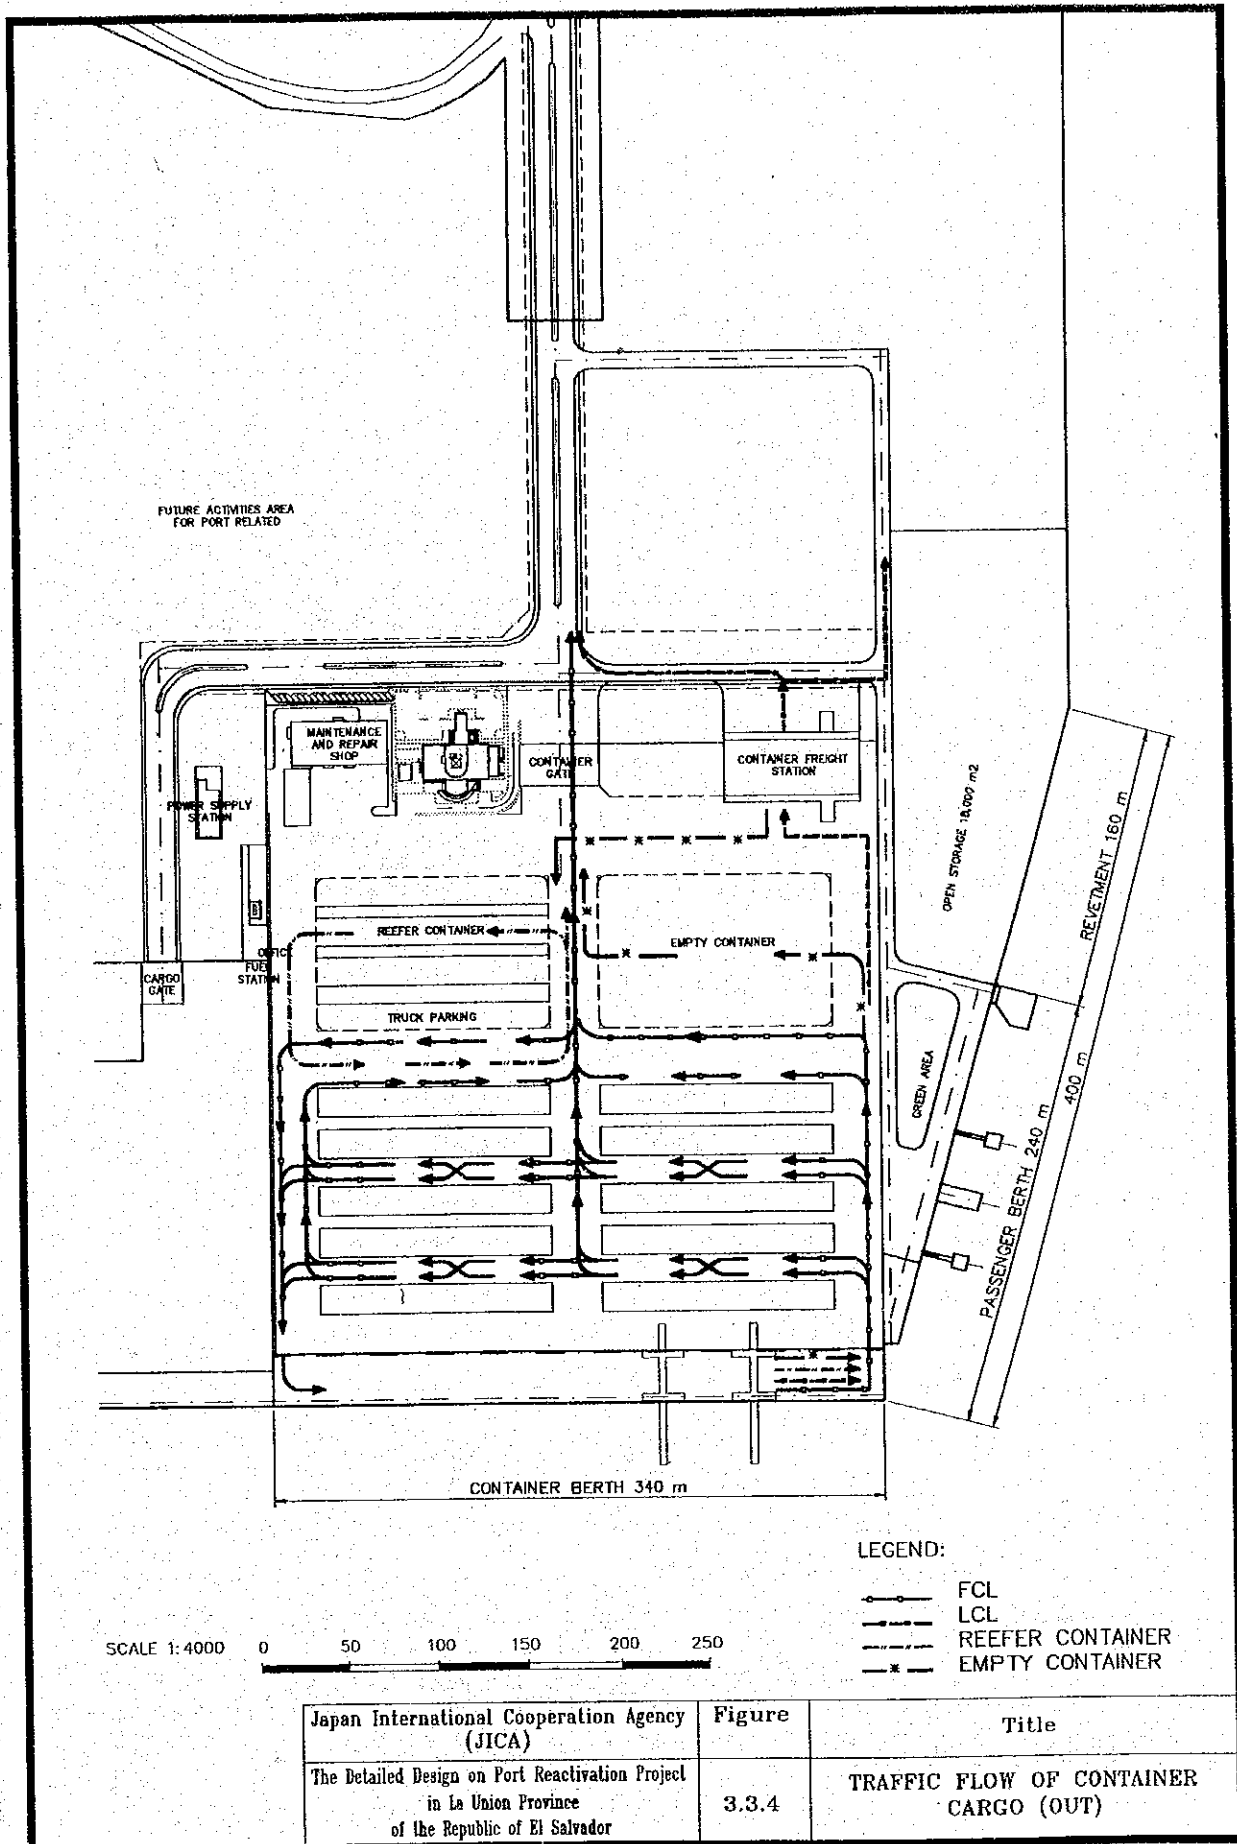 FUTURE ACTIVITIES AREA
FOR PORT RELATED
MAINTENANCE
AND REPAIR
SHOP
CONTAINER
GATE
CONTAINER FREIGHT
STATION
POWER SUPPLY
STATION
OPEN STORAGE 18,000 m2
REVETMENT 160 m
REEFER CONTAINER
EMPTY CONTAINER
OFFICE
FUEL
STATION
CARGO
GATE
TRUCK PARKING
GREEN AREA
400 m
PASSENGER BERTH 240 m
CONTAINER BERTH 340 m
LEGEND:
FCL
LCL
REEFER CONTAINER
EMPTY CONTAINER
SCALE 1:4000 0 50 100 150 200 250
Japan International Cooperation Agency
(JICA)
Figure
Title
The Detailed Design on Port Reactivation Project
in La Union Province
of the Republic of El Salvador
3.3.4
TRAFFIC FLOW OF CONTAINER
CARGO (OUT)